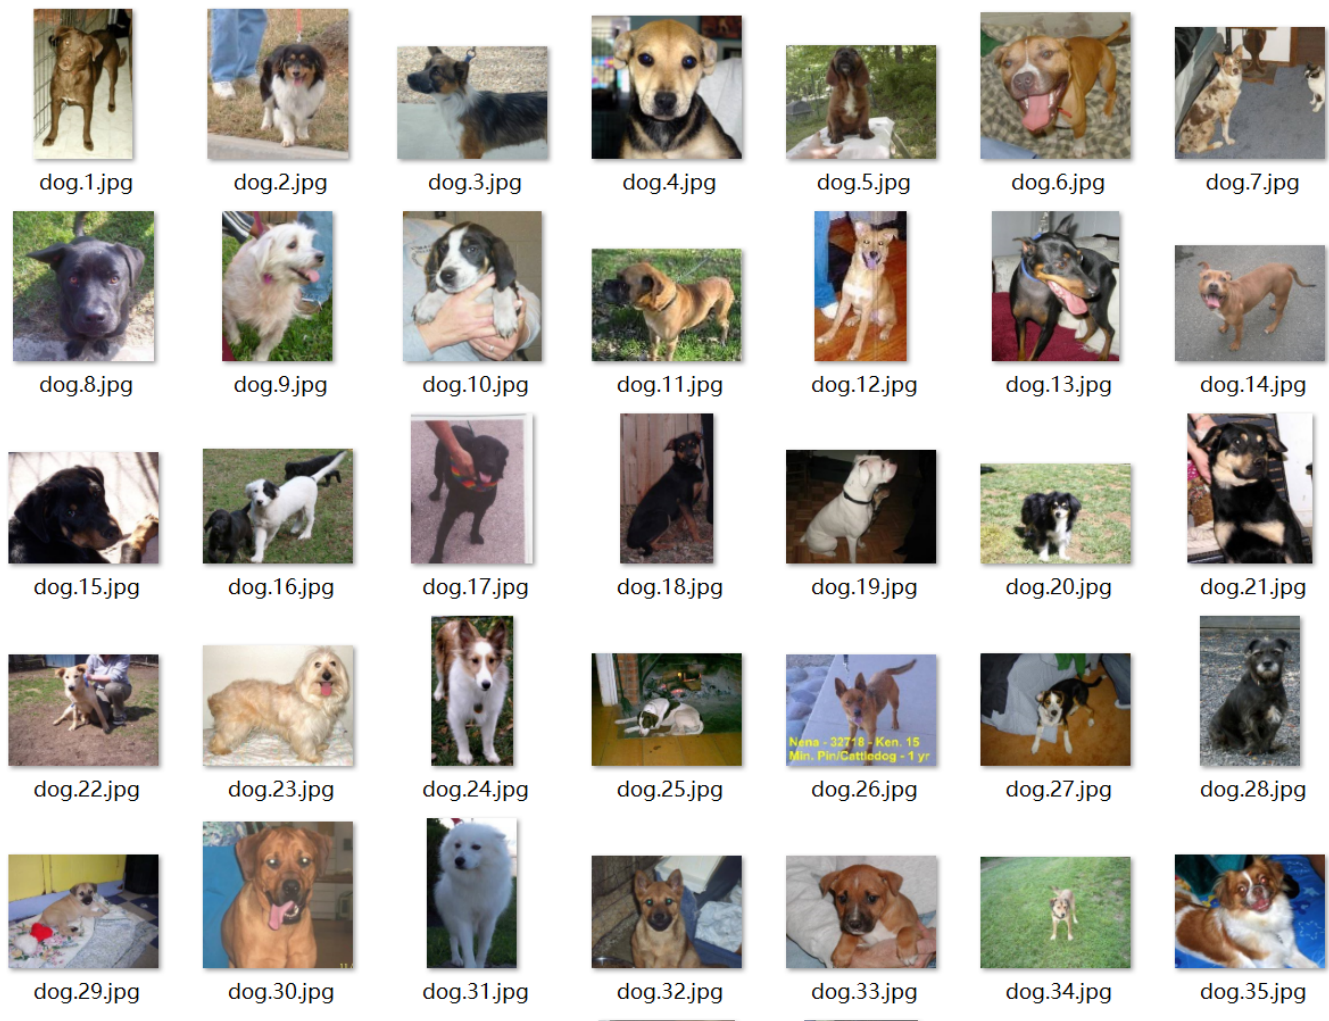 dog.1.jpg
dog.2.jpg
dog.3.jpg
dog.4.jpg
dog.5.jpg
dog.6.jpg
dog.7.jpg
dog.8.jpg
dog.9.jpg
dog.10.jpg
dog.11.jpg
dog.12.jpg
dog.13.jpg
dog.14.jpg
dog.15.jpg
dog.16.jpg
dog.17.jpg
dog.18.jpg
dog.19.jpg
dog.20.jpg
dog.21.jpg
Nena - 32718 - Ken. 15
Min. Pin/Cattledog - 1 yr
dog.22.jpg
dog.23.jpg
dog.24.jpg
dog.25.jpg
dog.26.jpg
dog.27.jpg
dog.28.jpg
dog.29.jpg
dog.30.jpg
dog.31.jpg
dog.32.jpg
dog.33.jpg
dog.34.jpg
dog.35.jpg